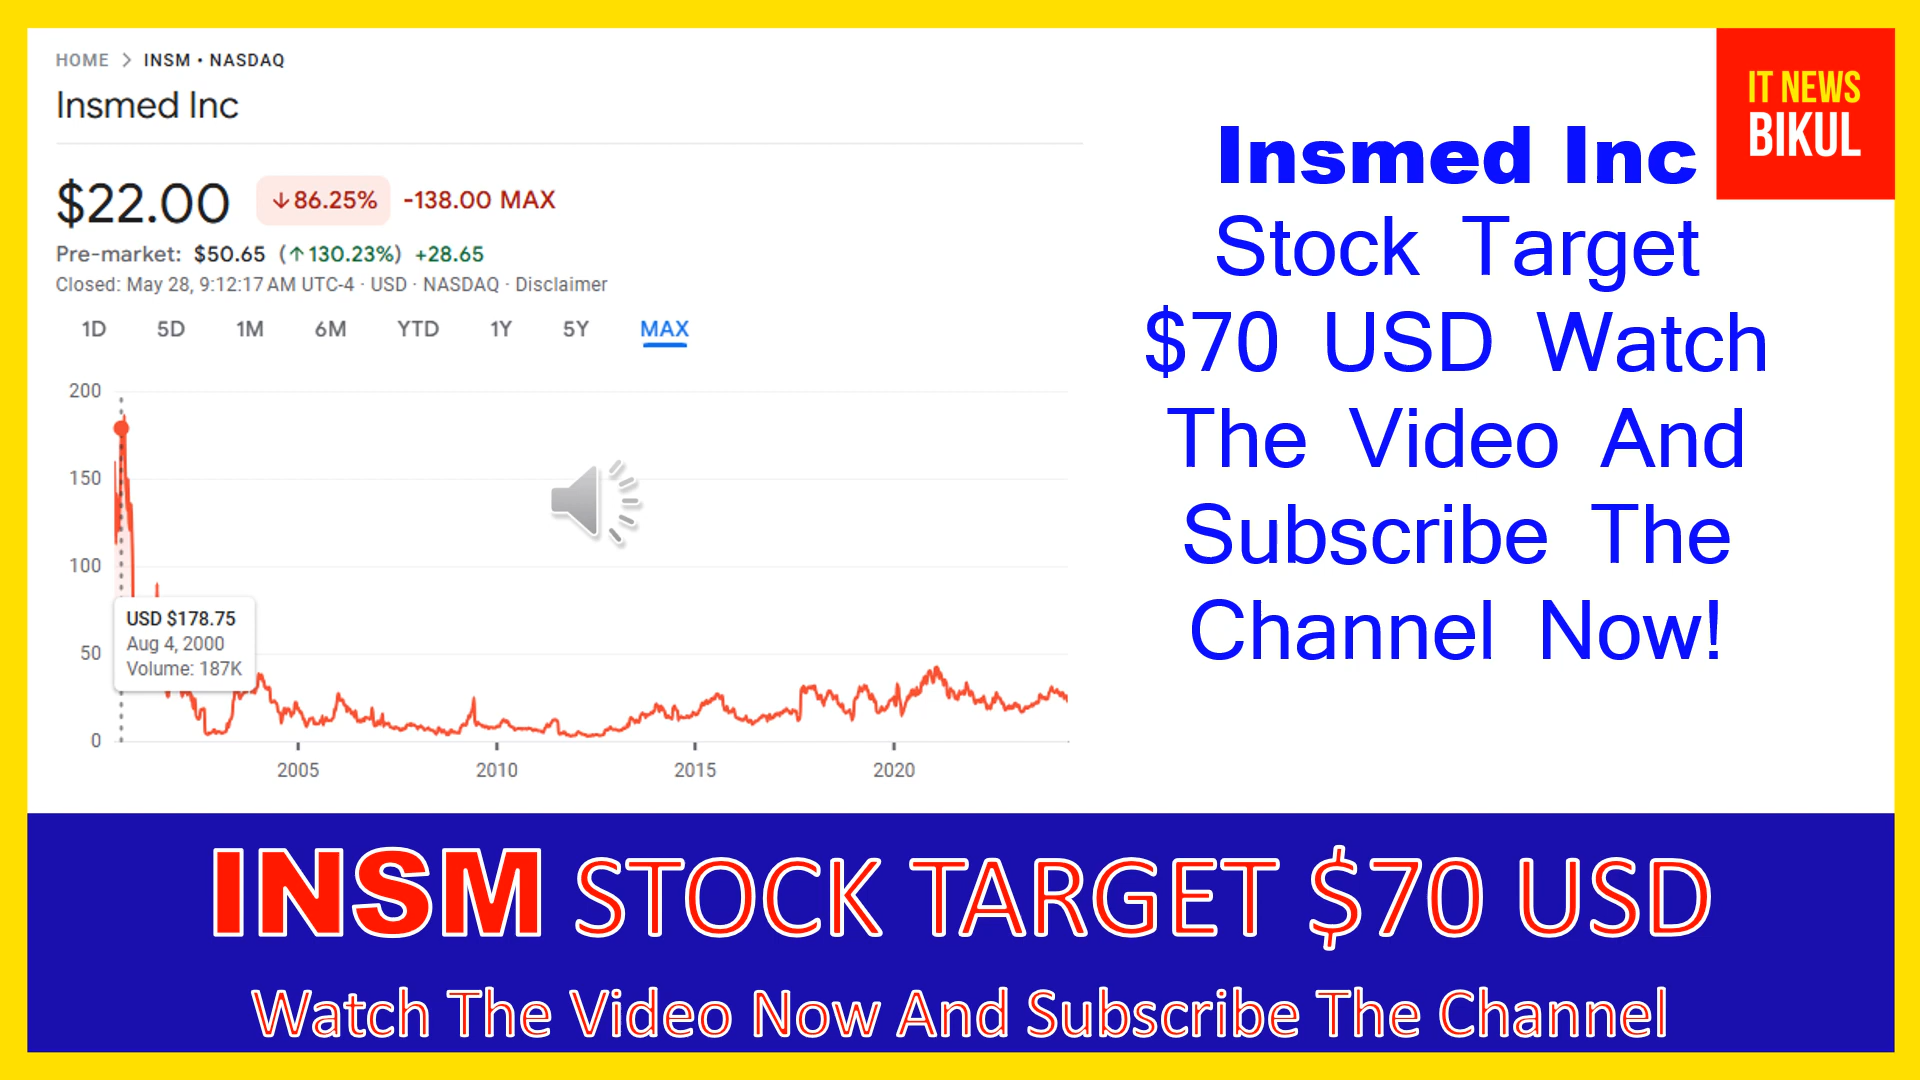 HOME > INSM • NASDAQ
Insmed Inc
$22.00 ↓86.25% -138.00 MAX
Pre-market: $50.65 (↑130.23%) +28.65
Closed: May 28, 9:12:17 AM UTC-4 · USD · NASDAQ · Disclaimer
1D 5D 1M 6M YTD 1Y 5Y MAX
200
150
100
50
0
USD $178.75
Aug 4, 2000
Volume: 187K
2005 2010 2015 2020
IT NEWS
BIKUL
Insmed Inc
Stock Target
$70 USD Watch
The Video And
Subscribe The
Channel Now!
INSM STOCK TARGET $70 USD
Watch The Video Now And Subscribe The Channel